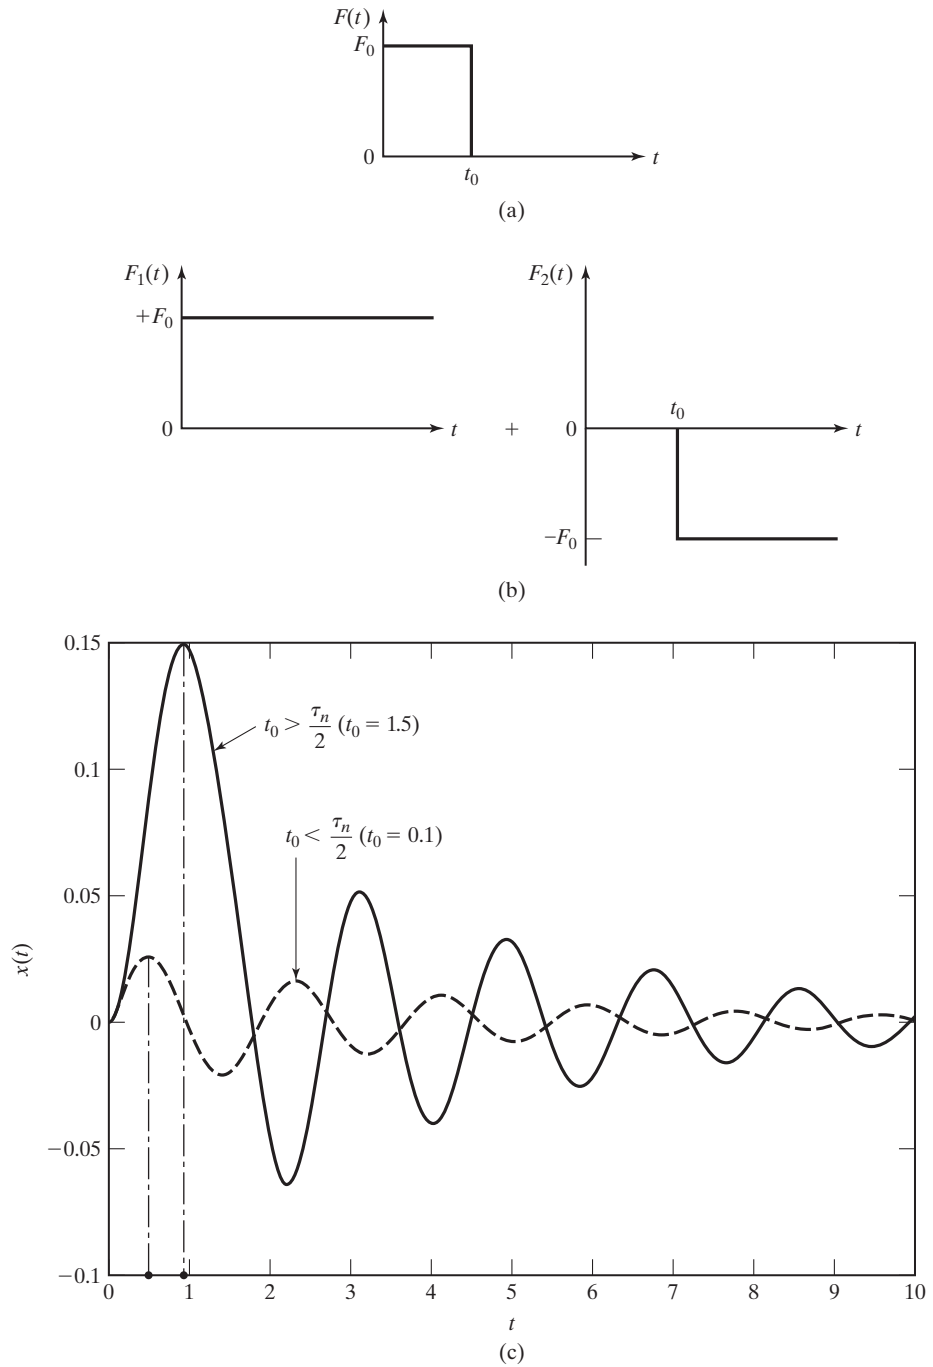 F(t)
F₀
0
t
t₀
(a)
F₁(t)
+F₀
0
t
+
F₂(t)
t₀
0
t
−F₀
(b)
0.15
t₀ > τₙ/2 (t₀ = 1.5)
0.1
t₀ < τₙ/2 (t₀ = 0.1)
0.05
x(t)
0
−0.05
−0.1
0 1 2 3 4 5 6 7 8 9 10
t
(c)